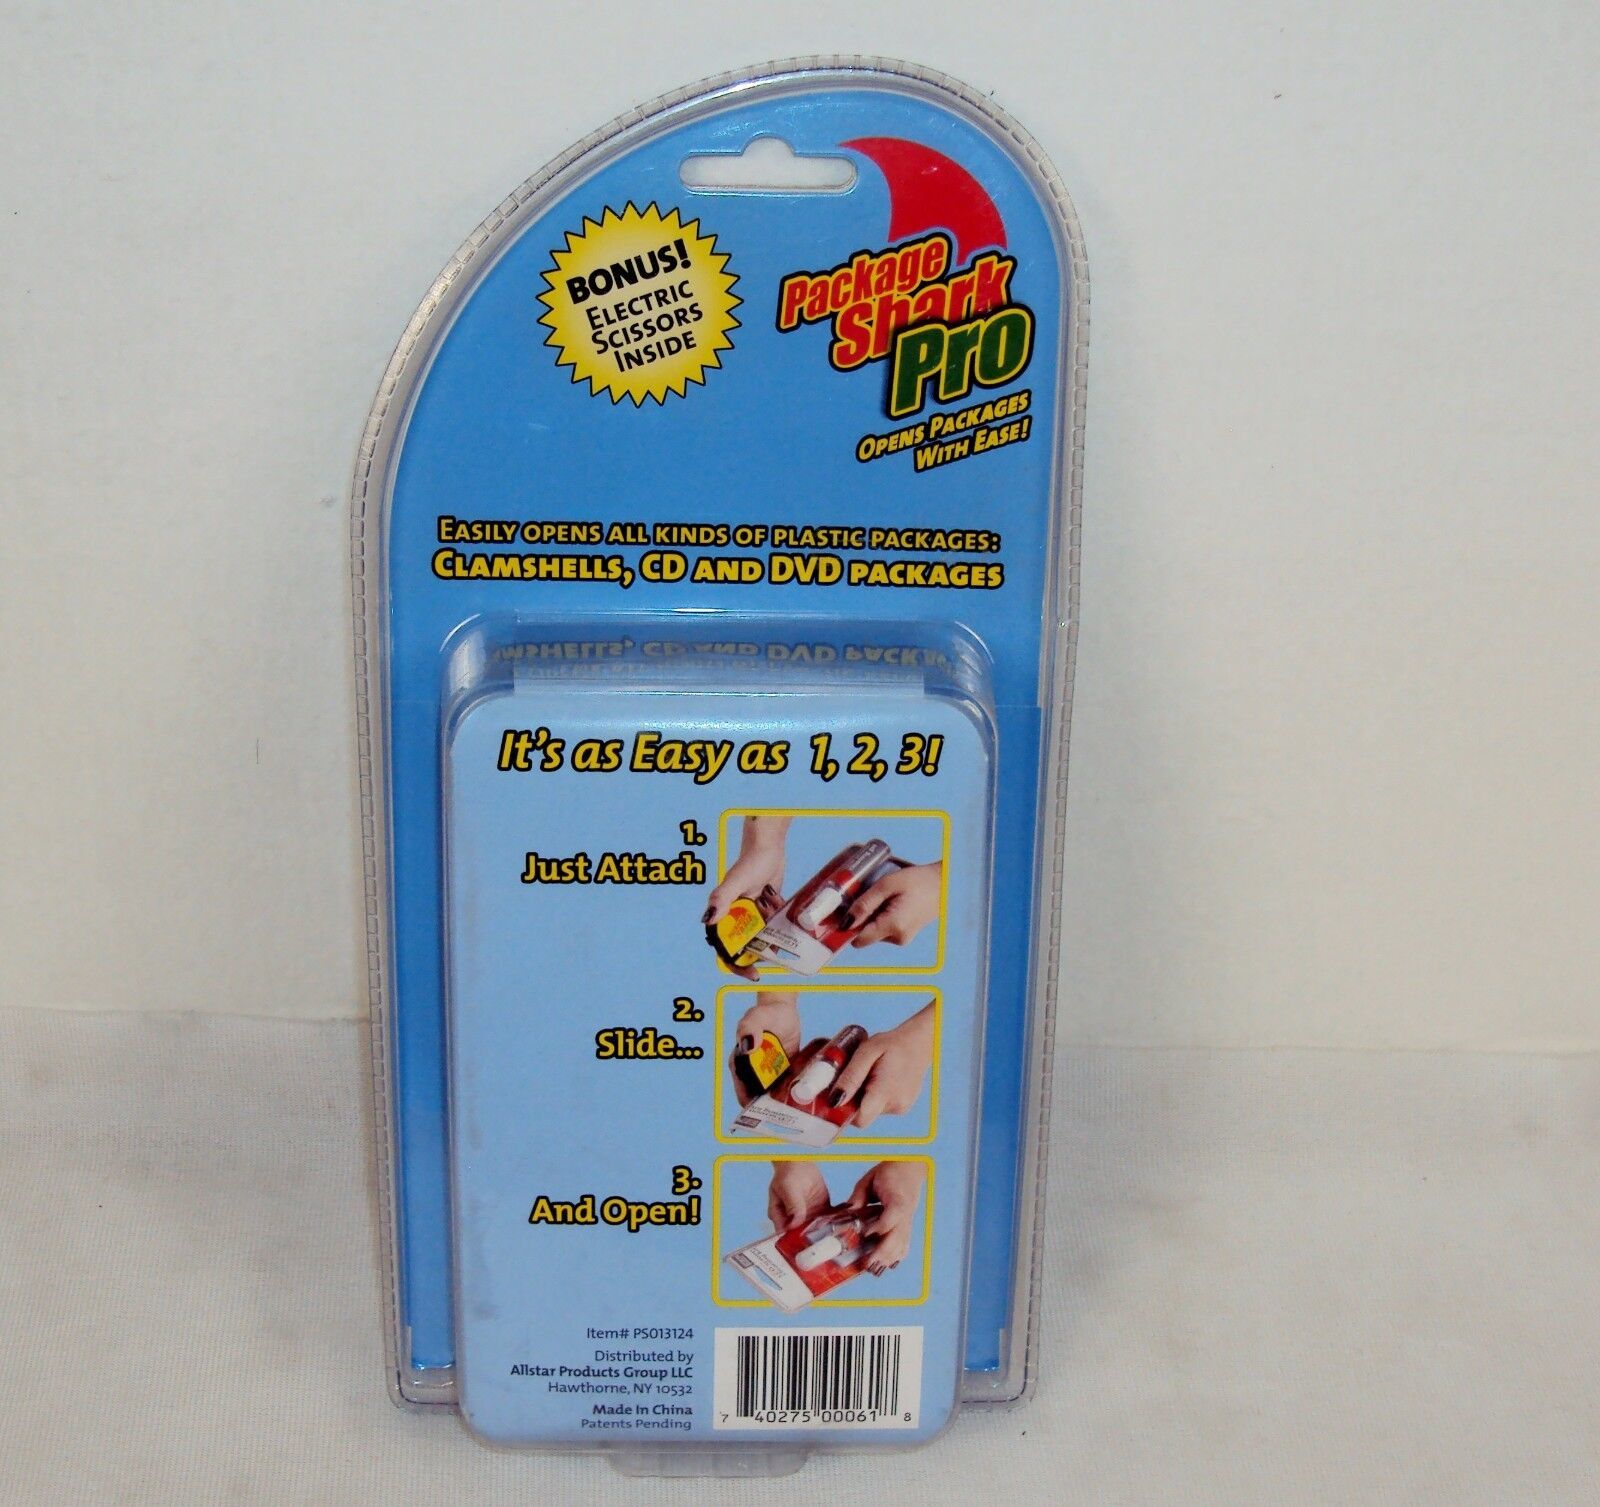 BONUS!
ELECTRIC
SCISSORS
INSIDE
Package
Shark
Pro
OPENS PACKAGES
WITH EASE!
EASILY OPENS ALL KINDS OF PLASTIC PACKAGES:
CLAMSHELLS, CD AND DVD PACKAGES
It's as Easy as 1, 2, 3!
1.
Just Attach
2.
Slide...
3.
And Open!
Item# PS013124
Distributed by
Allstar Products Group LLC
Hawthorne, NY 10532
Made In China
Patents Pending
7 40275 00061 8